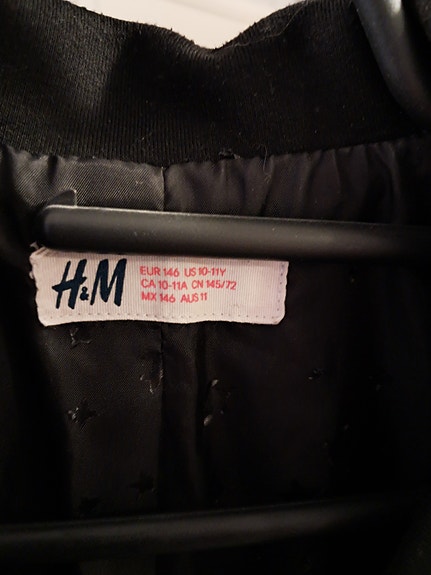 H&M
EUR 146 US 10-11Y
CA 10-11A CN 145/72
MX 146 AUS 11